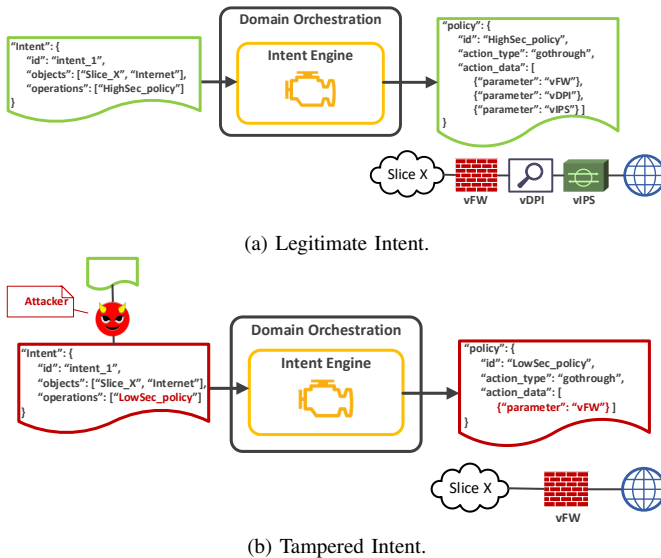 Domain Orchestration
Intent Engine
“Intent”: {
“id”: “intent_1”,
“objects”: [“Slice_X”, “Internet”],
“operations”: [“HighSec_policy”]
}
“policy”: {
“id”: “HighSec_policy”,
“action_type”: “gothrough”,
“action_data”: [
{“parameter”: “vFW”},
{“parameter”: “vDPI”},
{“parameter”: “vIPS”} ]
}
Slice X
vFW
vDPI
vIPS
(a) Legitimate Intent.
Attacker
Domain Orchestration
Intent Engine
“Intent”: {
“id”: “intent_1”,
“objects”: [“Slice_X”, “Internet”],
“operations”: [“LowSec_policy”]
}
“policy”: {
“id”: “LowSec_policy”,
“action_type”: “gothrough”,
“action_data”: [
{“parameter”: “vFW”} ]
}
Slice X
vFW
(b) Tampered Intent.